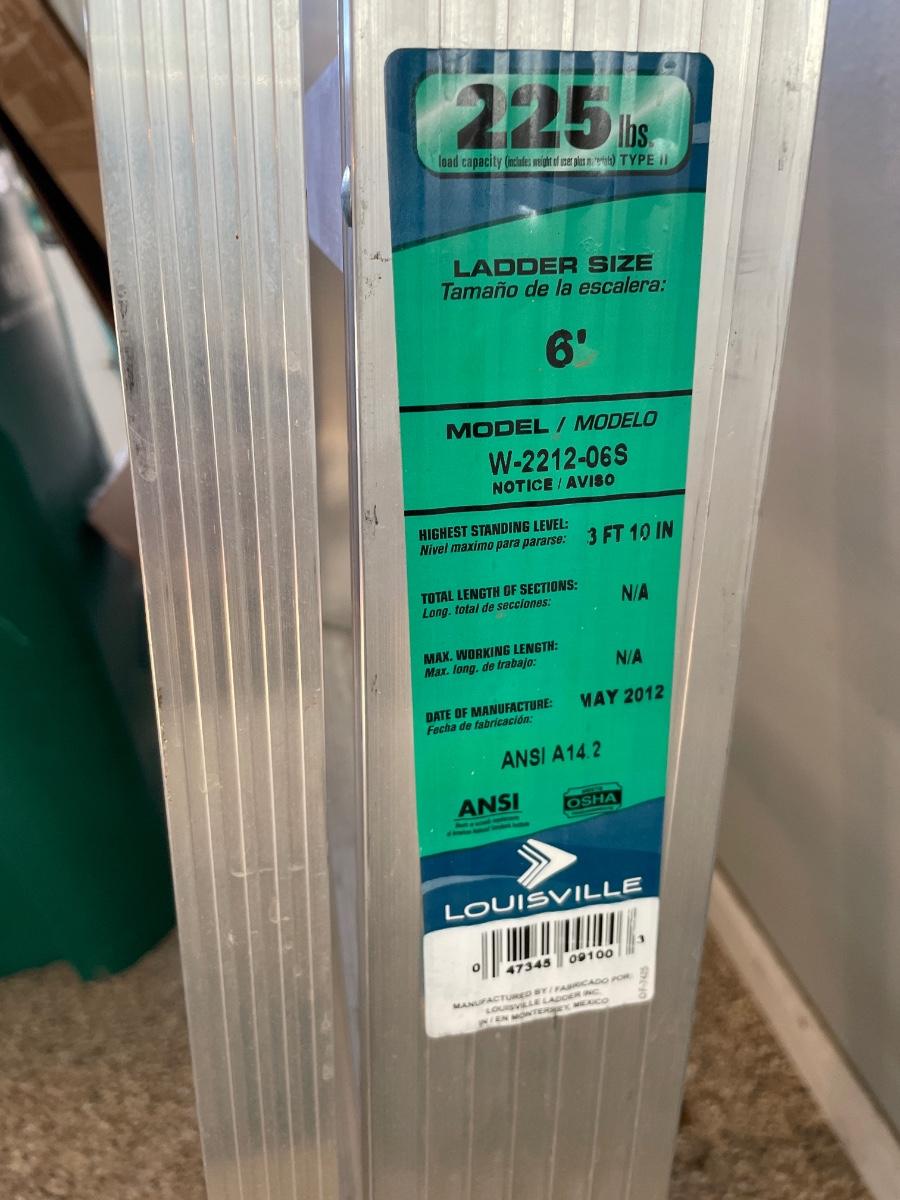 225 lbs.
load capacity (includes weight of user plus materials) TYPE II
LADDER SIZE
Tamaño de la escalera:
6'
MODEL / MODELO
W-2212-06S
NOTICE / AVISO
HIGHEST STANDING LEVEL: 3 FT 10 IN
Nivel maximo para pararse:
TOTAL LENGTH OF SECTIONS: N/A
Long. total de secciones:
MAX. WORKING LENGTH: N/A
Max. long. de trabajo:
DATE OF MANUFACTURE: MAY 2012
Fecha de fabricación:
ANSI A14.2
ANSI
OSHA
LOUISVILLE
0 47345 09100 3
MANUFACTURED BY / FABRICADO POR:
LOUISVILLE LADDER INC.
IN / EN MONTERREY, MEXICO